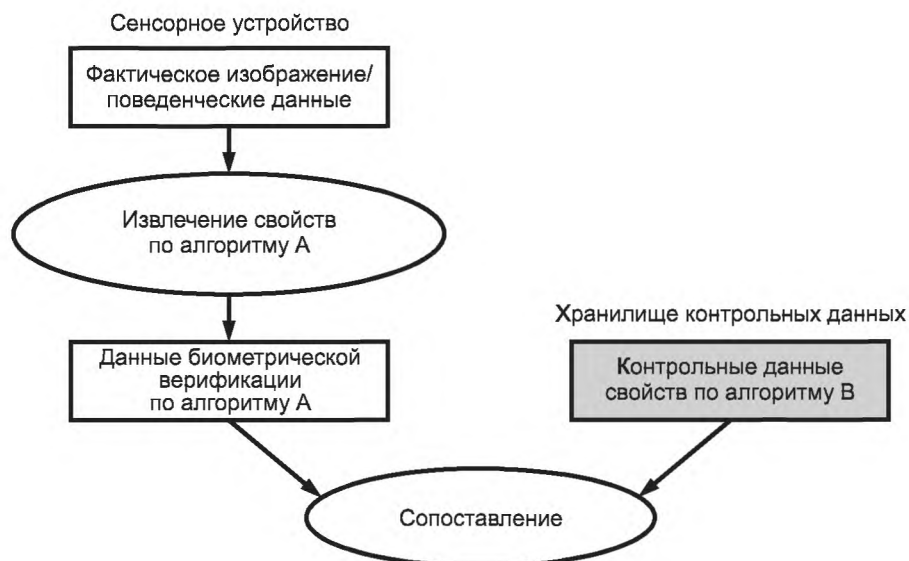 Сенсорное устройство
Фактическое изображение/
поведенческие данные
Извлечение свойств
по алгоритму А
Данные биометрической
верификации
по алгоритму А
Хранилище контрольных данных
Контрольные данные
свойств по алгоритму В
Сопоставление